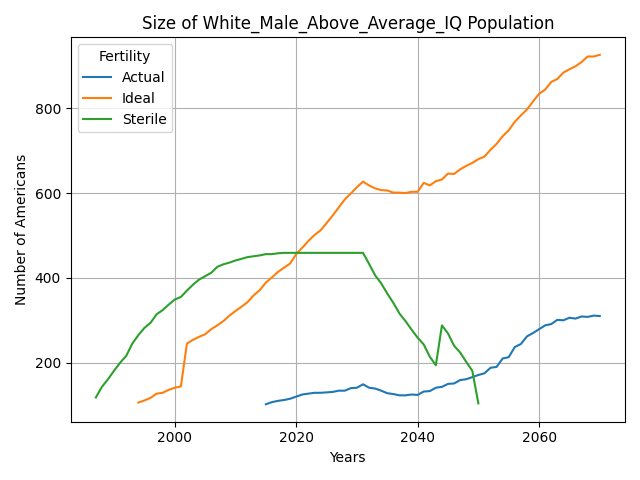 Size of White_Male_Above_Average_IQ Population
Fertility
Actual
Ideal
Sterile
Number of Americans
800
600
400
200
2000
2020
2040
2060
Years